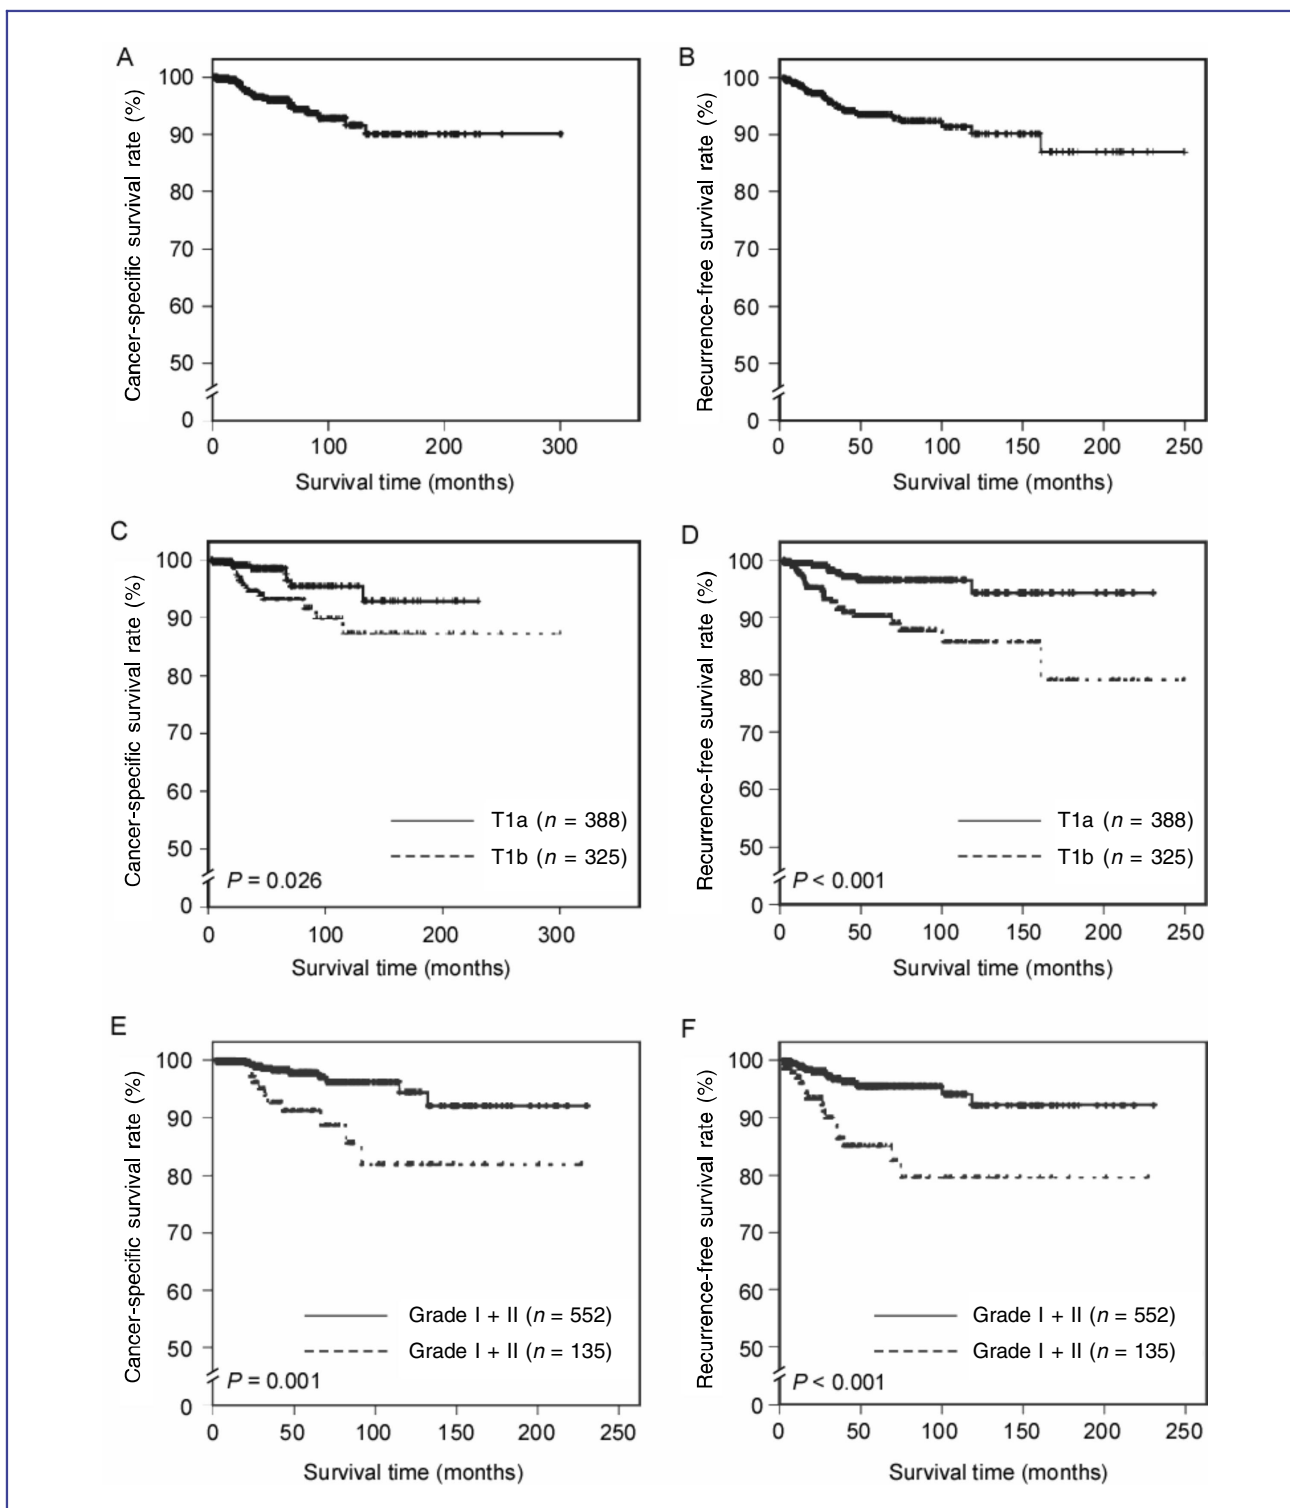 A
Cancer-specific survival rate (%)
100
90
80
70
60
50
0
0 100 200 300
Survival time (months)
B
Recurrence-free survival rate (%)
100
90
80
70
60
50
0
0 50 100 150 200 250
Survival time (months)
C
Cancer-specific survival rate (%)
100
90
80
70
60
50
0
T1a (n = 388)
T1b (n = 325)
P = 0.026
0 100 200 300
Survival time (months)
D
Recurrence-free survival rate (%)
100
90
80
70
60
50
0
T1a (n = 388)
T1b (n = 325)
P < 0.001
0 50 100 150 200 250
Survival time (months)
E
Cancer-specific survival rate (%)
100
90
80
70
60
50
0
Grade I + II (n = 552)
Grade I + II (n = 135)
P = 0.001
0 50 100 150 200 250
Survival time (months)
F
Recurrence-free survival rate (%)
100
90
80
70
60
50
0
Grade I + II (n = 552)
Grade I + II (n = 135)
P < 0.001
0 50 100 150 200 250
Survival time (months)